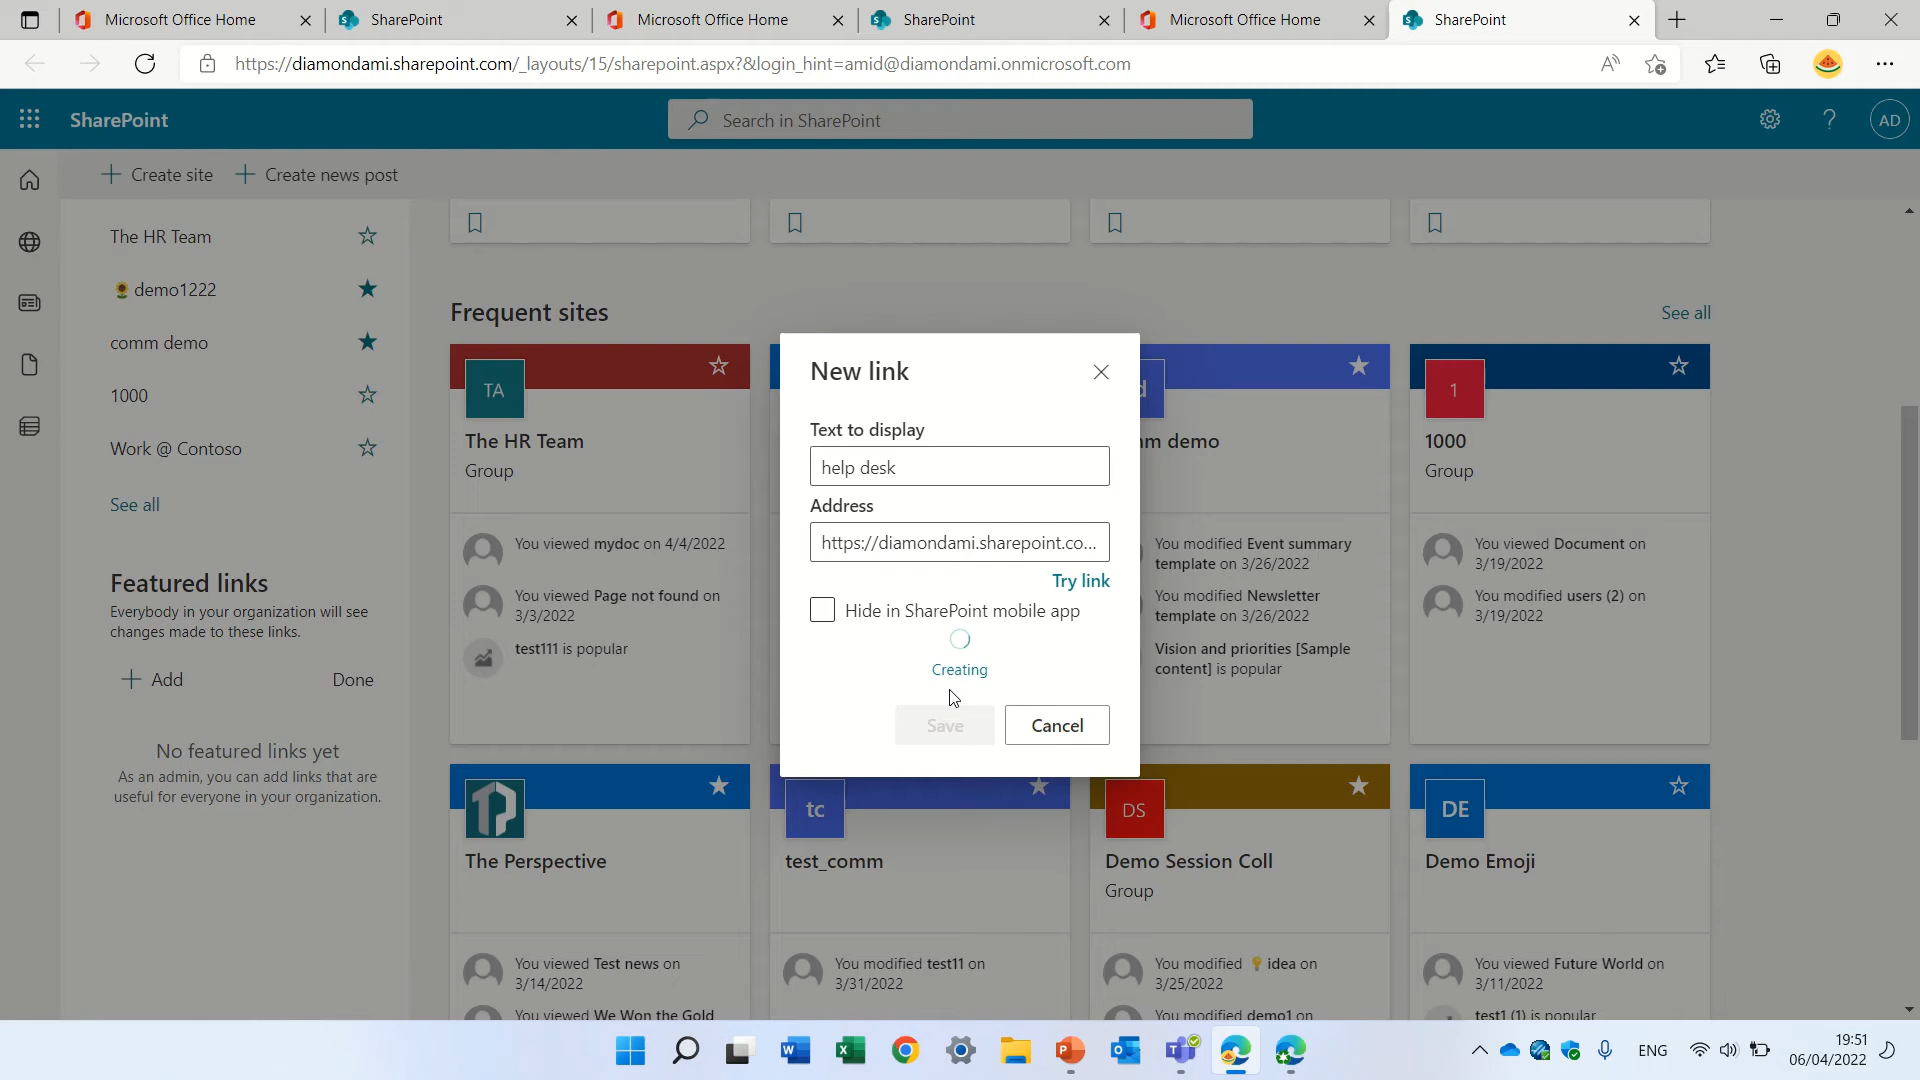 Microsoft Office Home
SharePoint
Microsoft Office Home
SharePoint
Microsoft Office Home
SharePoint
https://diamondami.sharepoint.com/_layouts/15/sharepoint.aspx?&login_hint=amid@diamondami.onmicrosoft.com
SharePoint
Search in SharePoint
AD
Create site
Create news post
The HR Team
demo1222
comm demo
1000
Work @ Contoso
See all
Featured links
Everybody in your organization will see
changes made to these links.
Add
Done
No featured links yet
As an admin, you can add links that are
useful for everyone in your organization.
Frequent sites
See all
TA
The HR Team
Group
You viewed mydoc on 4/4/2022
You viewed Page not found on
3/3/2022
test111 is popular
d
mm demo
You modified Event summary
template on 3/26/2022
You modified Newsletter
template on 3/26/2022
Vision and priorities [Sample
content] is popular
1
1000
Group
You viewed Document on
3/19/2022
You modified users (2) on
3/19/2022
New link
Text to display
help desk
Address
https://diamondami.sharepoint.co...
Try link
Hide in SharePoint mobile app
Creating
Save
Cancel
TP
The Perspective
You viewed Test news on
3/14/2022
You viewed We Won the Gold
tc
test_comm
You modified test11 on
3/31/2022
DS
Demo Session Coll
Group
You modified idea on
3/25/2022
You modified demo1 on
DE
Demo Emoji
You viewed Future World on
3/11/2022
test1 (1) is popular
ENG
19:51
06/04/2022